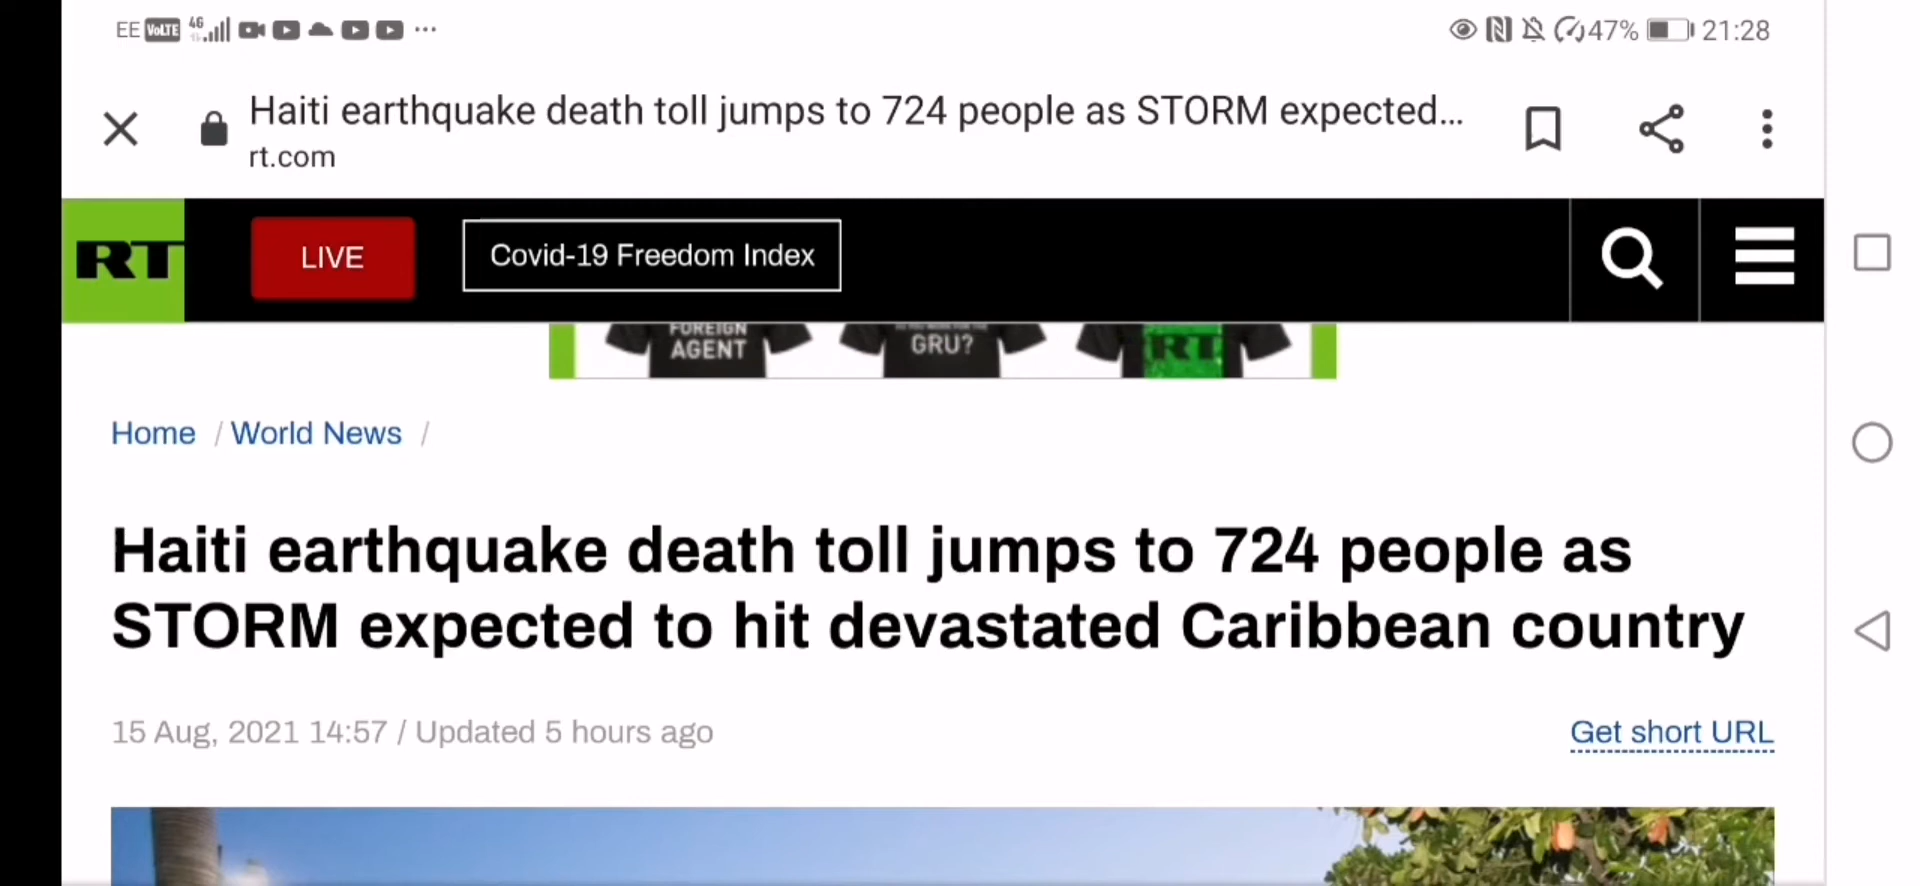 EE VoLTE 4G 47% 21:28
Haiti earthquake death toll jumps to 724 people as STORM expected...
rt.com
RT LIVE Covid-19 Freedom Index
FOREIGN
AGENT GRU? RT
Home / World News /
Haiti earthquake death toll jumps to 724 people as
STORM expected to hit devastated Caribbean country
15 Aug, 2021 14:57 / Updated 5 hours ago Get short URL